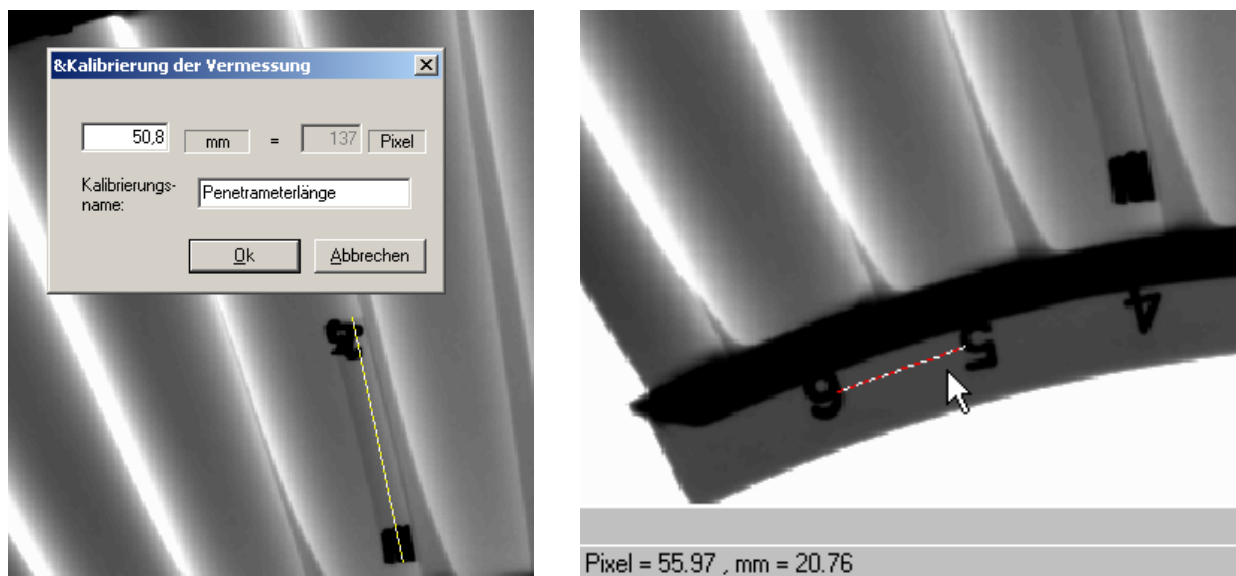 &Kalibrierung der Vermessung
50,8 mm = 137 Pixel
Kalibrierungs-
name:
Penetrameterlänge
Ok Abbrechen
6 5 4
Pixel = 55.97 , mm = 20.76